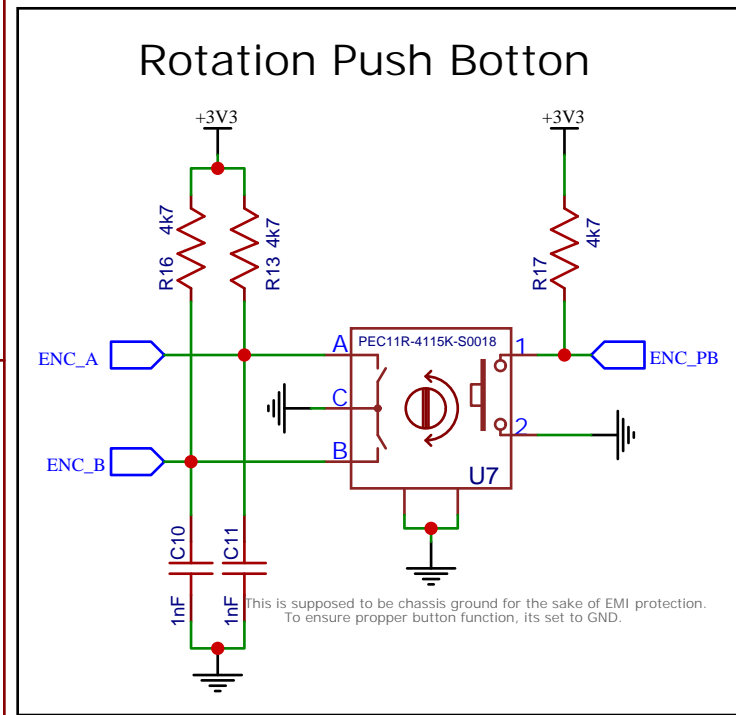 Rotation Push Botton
+3V3
+3V3
R16 4k7
R13 4k7
R17 4k7
PEC11R-4115K-S0018
A
1
ENC_A
ENC_PB
C
B
2
ENC_B
U7
C10
C11
1nF
1nF
This is supposed to be chassis ground for the sake of EMI protection.
To ensure propper button function, its set to GND.